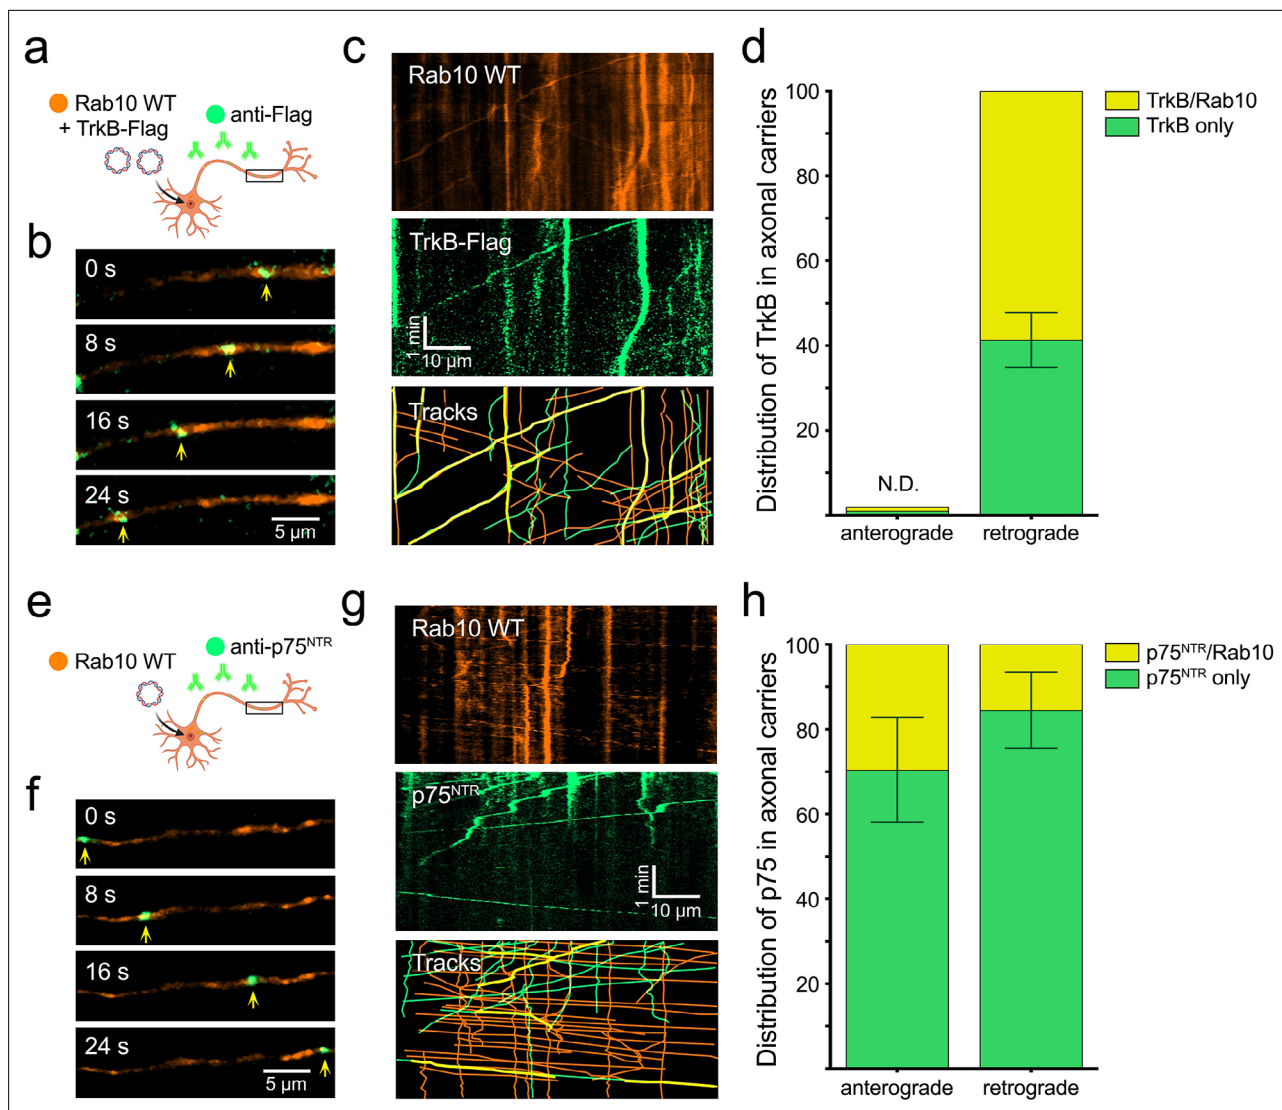 a
Rab10 WT
+ TrkB-Flag
anti-Flag
b
0 s
8 s
16 s
24 s
5 µm
c
Rab10 WT
TrkB-Flag
1 min
10 µm
Tracks
d
Distribution of TrkB in axonal carriers
100
80
60
40
20
N.D.
anterograde
retrograde
TrkB/Rab10
TrkB only
e
Rab10 WT
anti-p75NTR
f
0 s
8 s
16 s
24 s
5 µm
g
Rab10 WT
p75NTR
1 min
10 µm
Tracks
h
Distribution of p75 in axonal carriers
100
80
60
40
20
anterograde
retrograde
p75NTR/Rab10
p75NTR only